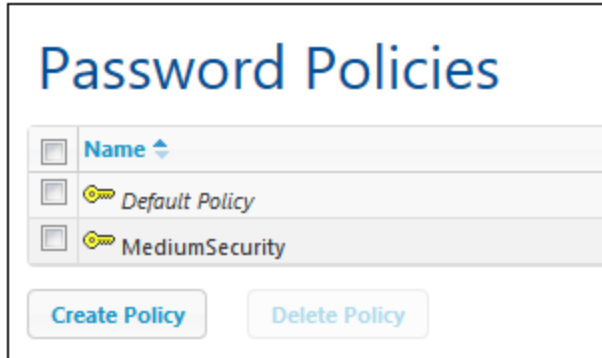 Password Policies
Name
Default Policy
MediumSecurity
Create Policy Delete Policy